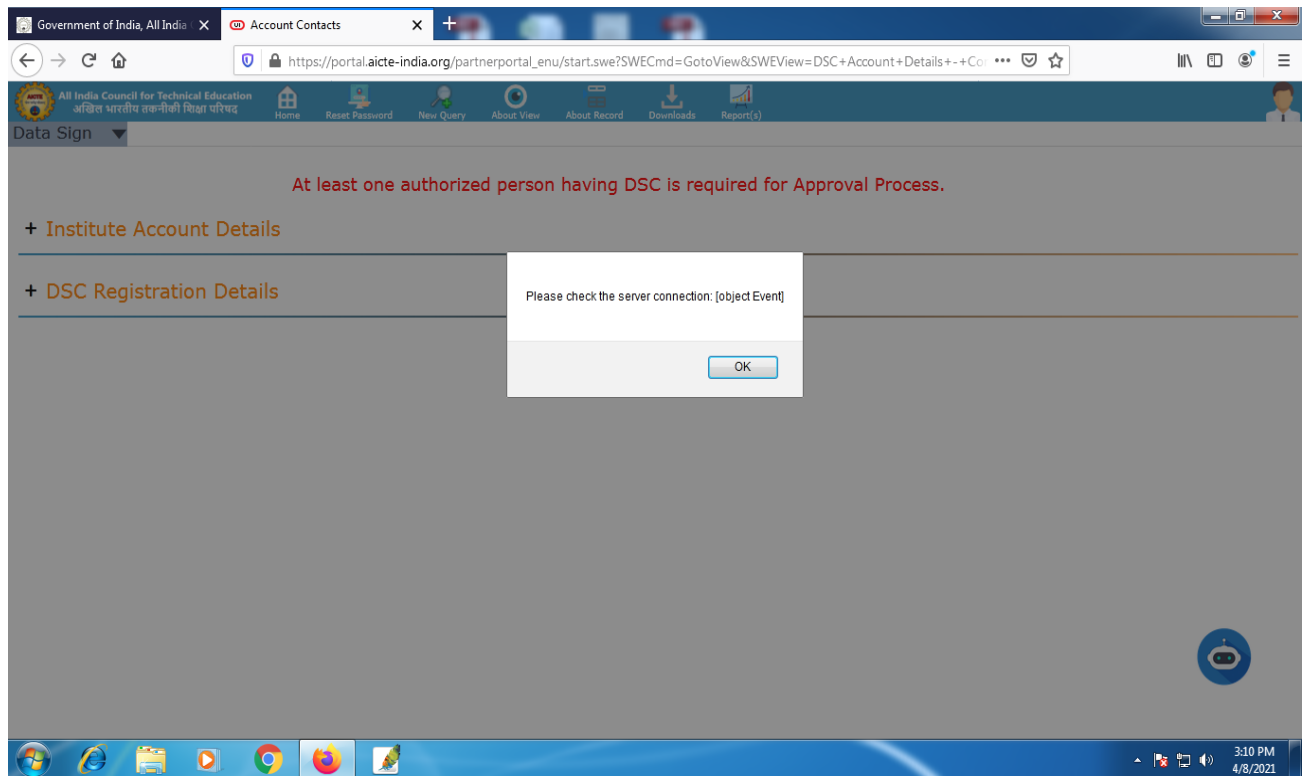 Government of India, All India (
Account Contacts
https://portal.aicte-india.org/partnerportal_enu/start.swe?SWECmd=GotoView&SWEView=DSC+Account+Details+-+Co
All India Council for Technical Education
अखिल भारतीय तकनीकी शिक्षा परिषद
Home Reset Password New Query About View About Record Downloads Report(s)
Data Sign
At least one authorized person having DSC is required for Approval Process.
+ Institute Account Details
+ DSC Registration Details
Please check the server connection: [object Event]
OK
3:10 PM
4/8/2021